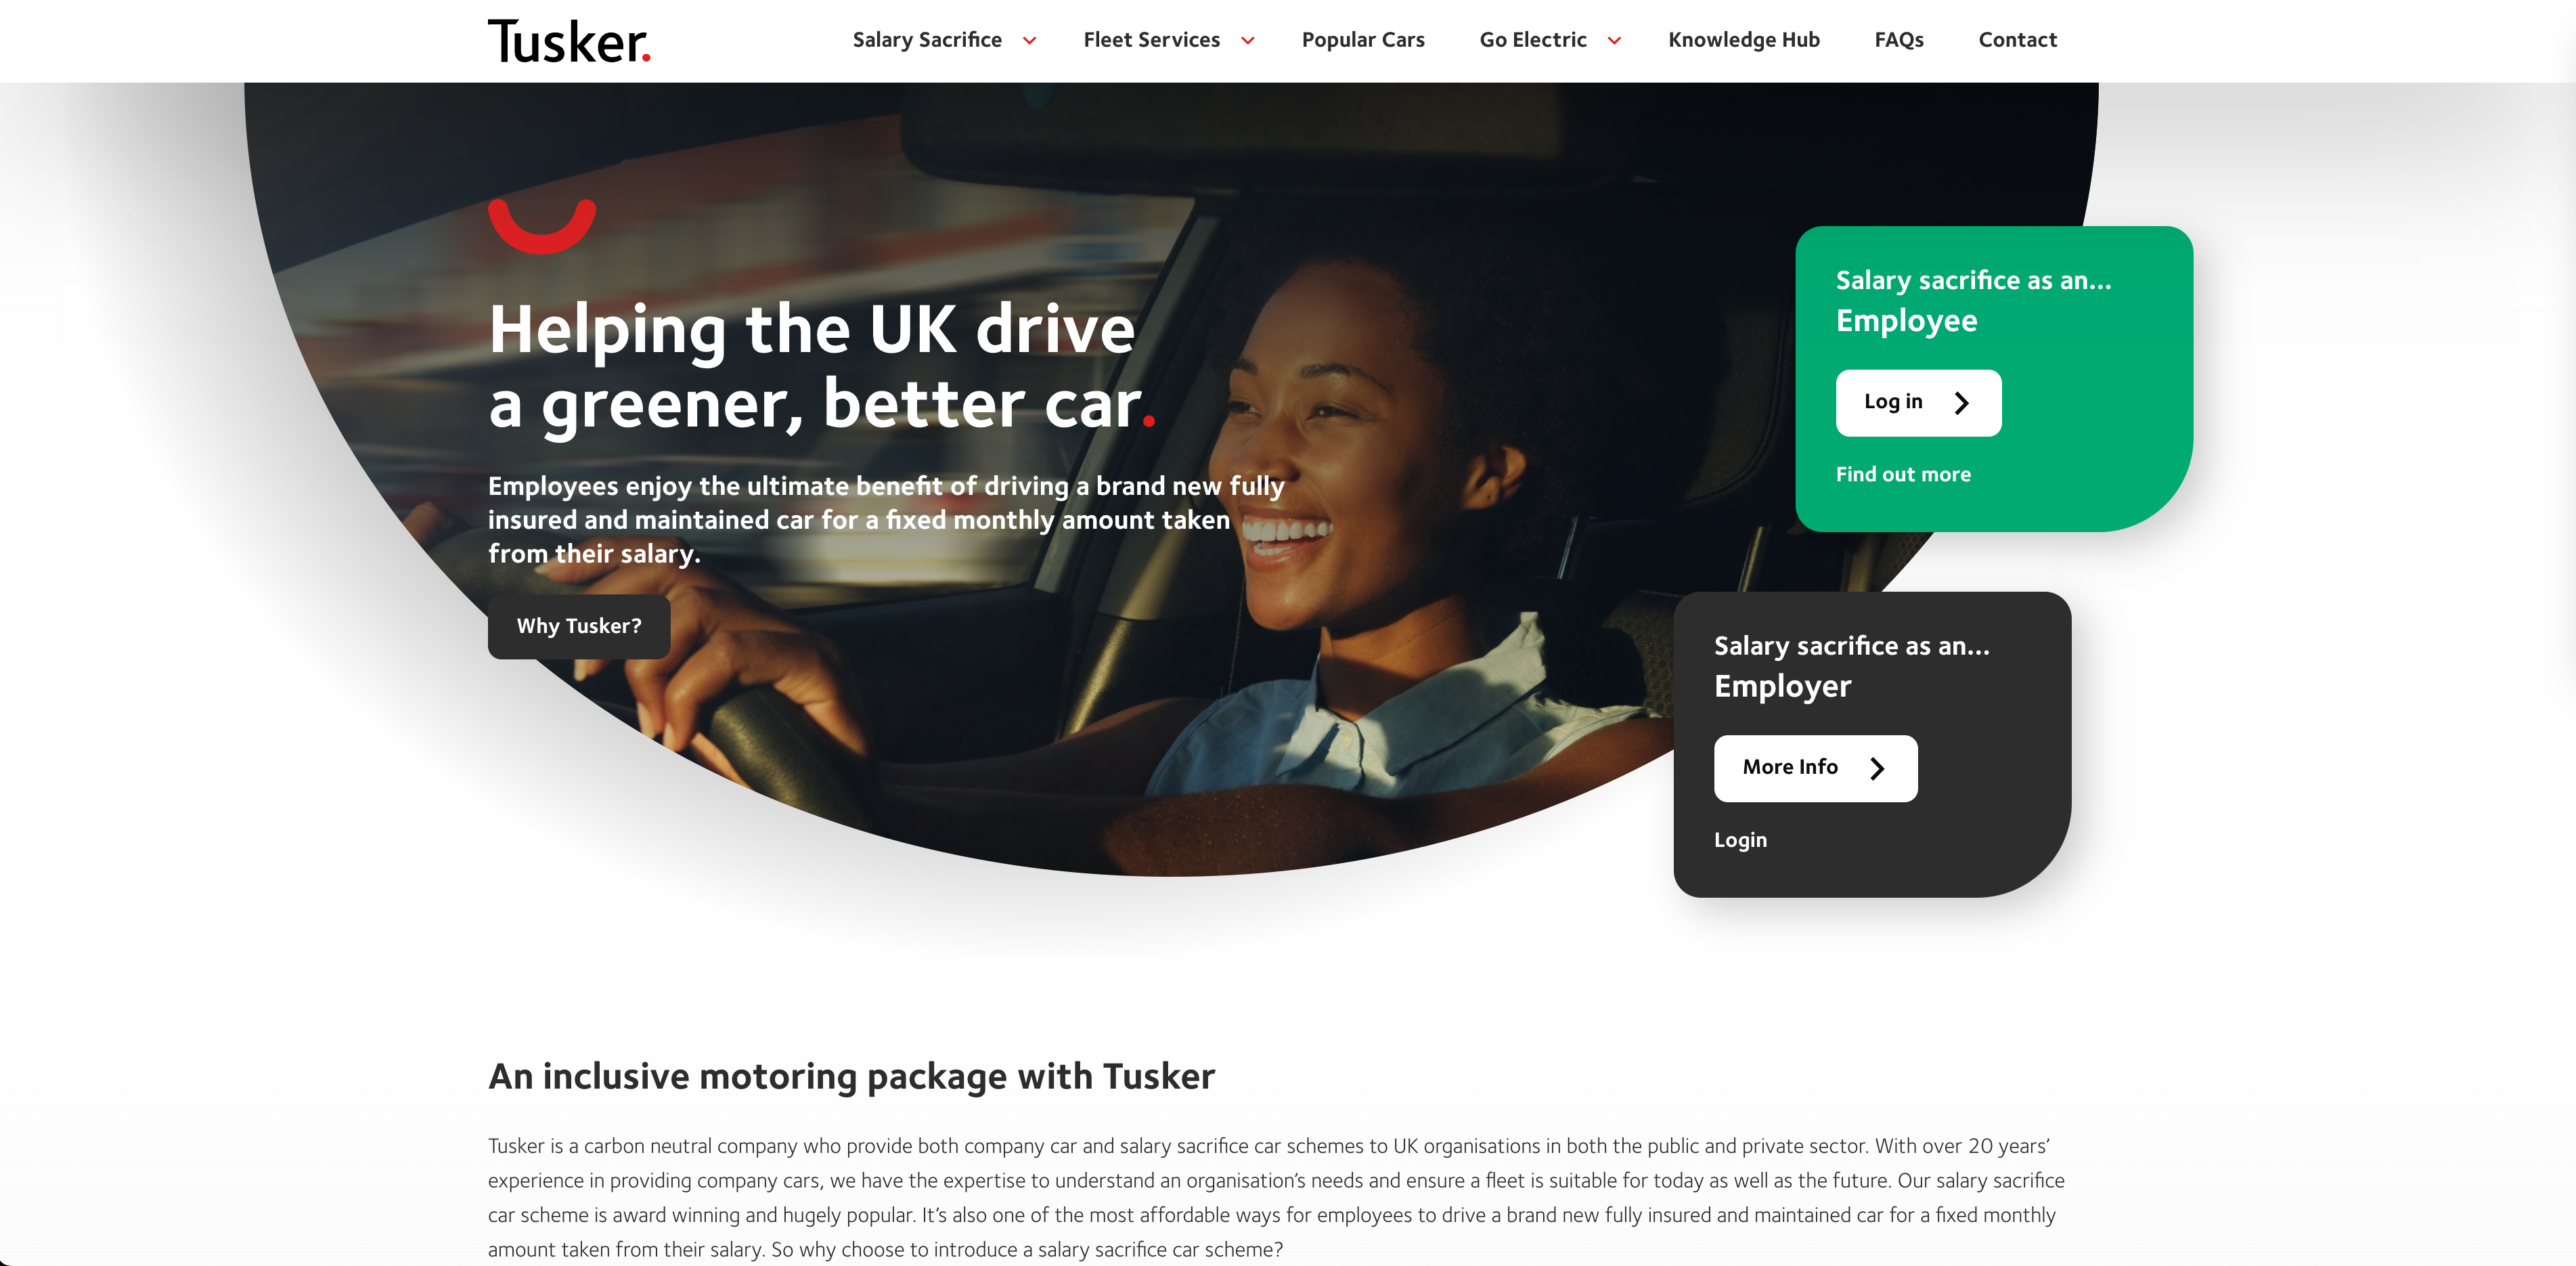 Tusker.
Salary Sacrifice
Fleet Services
Popular Cars
Go Electric
Knowledge Hub
FAQs
Contact
Helping the UK drive
a greener, better car.
Employees enjoy the ultimate benefit of driving a brand new fully
insured and maintained car for a fixed monthly amount taken
from their salary.
Why Tusker?
Salary sacrifice as an...
Employee
Log in
Find out more
Salary sacrifice as an...
Employer
More Info
Login
An inclusive motoring package with Tusker
Tusker is a carbon neutral company who provide both company car and salary sacrifice car schemes to UK organisations in both the public and private sector. With over 20 years’
experience in providing company cars, we have the expertise to understand an organisation’s needs and ensure a fleet is suitable for today as well as the future. Our salary sacrifice
car scheme is award winning and hugely popular. It’s also one of the most affordable ways for employees to drive a brand new fully insured and maintained car for a fixed monthly
amount taken from their salary. So why choose to introduce a salary sacrifice car scheme?